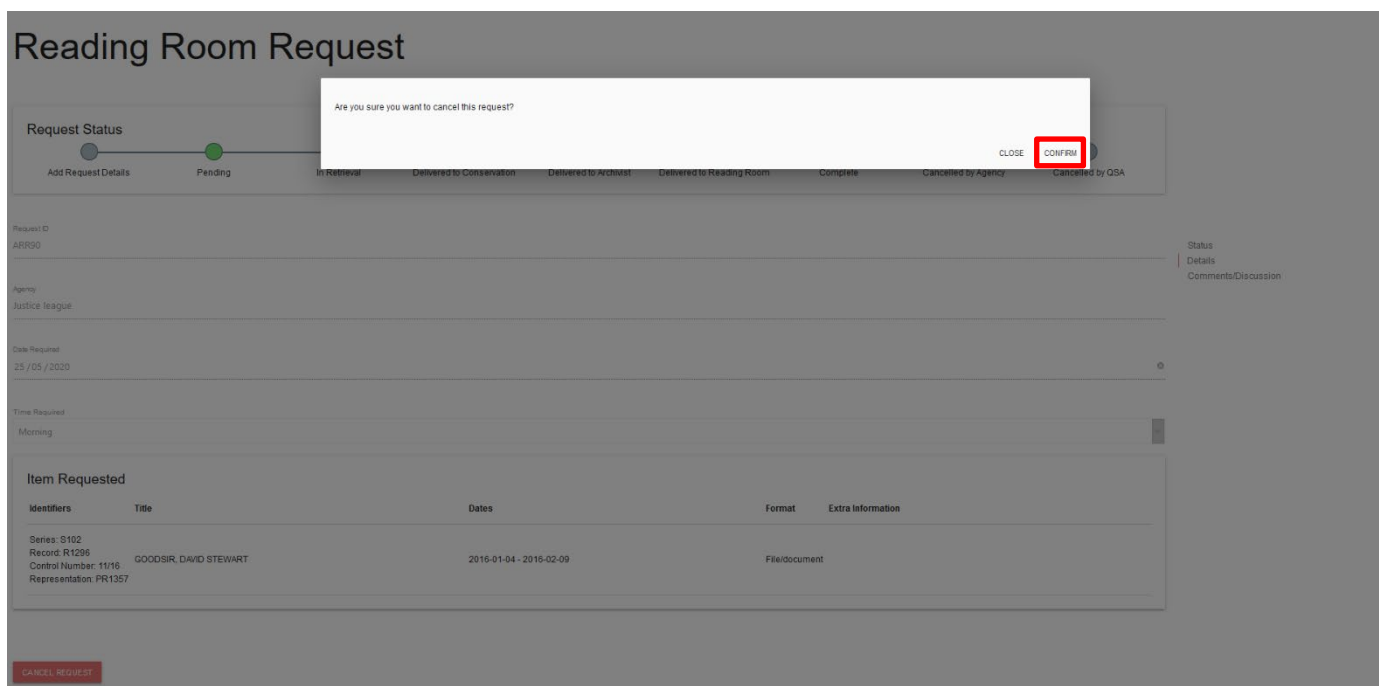 Reading Room Request
Are you sure you want to cancel this request?
CLOSE CONFIRM
Request Status
Add Request Details Pending In Retrieval Delivered to Conservation Delivered to Archivist Delivered to Reading Room Complete Cancelled by Agency Cancelled by QSA
Request ID
ARR90
Agency
Justice league
Date Required
25 / 05 / 2020
Time Required
Morning
Status
Details
Comments/Discussion
Item Requested
Identifiers Title Dates Format Extra Information
Series: S102
Record: R1296
Control Number: 11/16
Representation: PR1357
GOODSIR, DAVID STEWART 2016-01-04 - 2016-02-09 File/document
CANCEL REQUEST